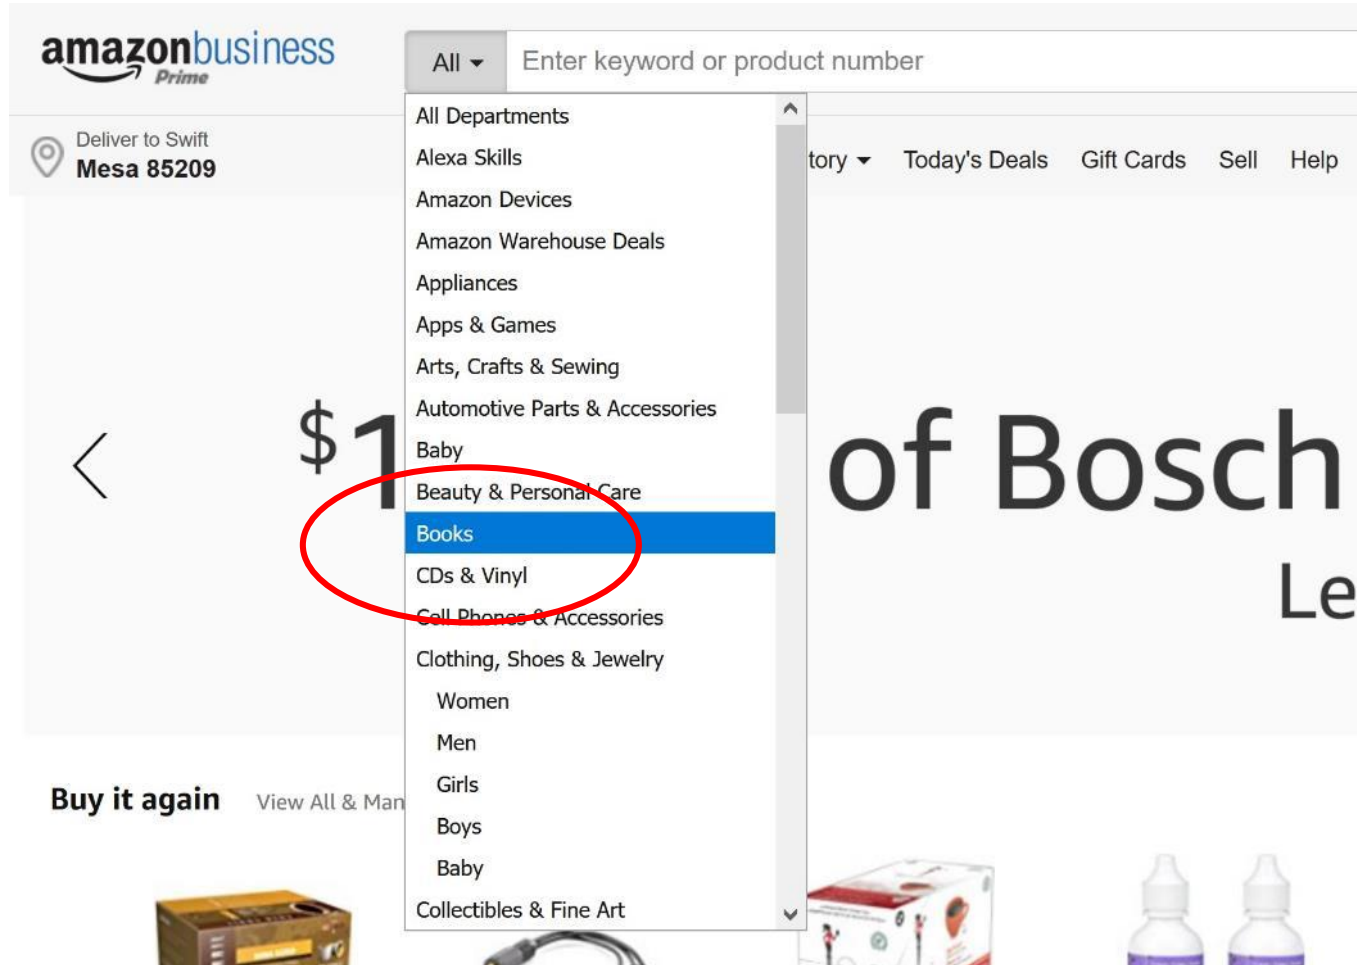 amazonbusiness
Prime
All
Enter keyword or product number
Deliver to Swift
Mesa 85209
tory
Today's Deals
Gift Cards
Sell
Help
All Departments
Alexa Skills
Amazon Devices
Amazon Warehouse Deals
Appliances
Apps & Games
Arts, Crafts & Sewing
Automotive Parts & Accessories
Baby
Beauty & Personal Care
Books
CDs & Vinyl
Cell Phones & Accessories
Clothing, Shoes & Jewelry
Women
Men
Girls
Boys
Baby
Collectibles & Fine Art
$1 of Bosch
Le
Buy it again
View All & Man